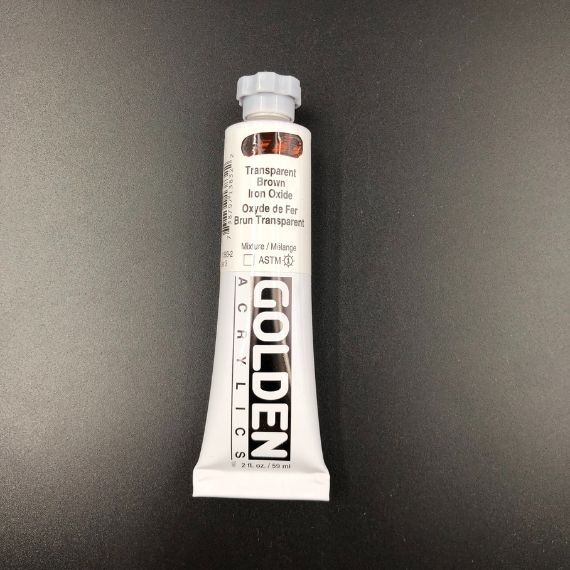 Transparent
Brown
Iron Oxide
Oxyde de Fer
Brun Transparent
Mixture / Mélange
ASTM I
GOLDEN
ACRYLICS
2 fl. oz. / 59 ml